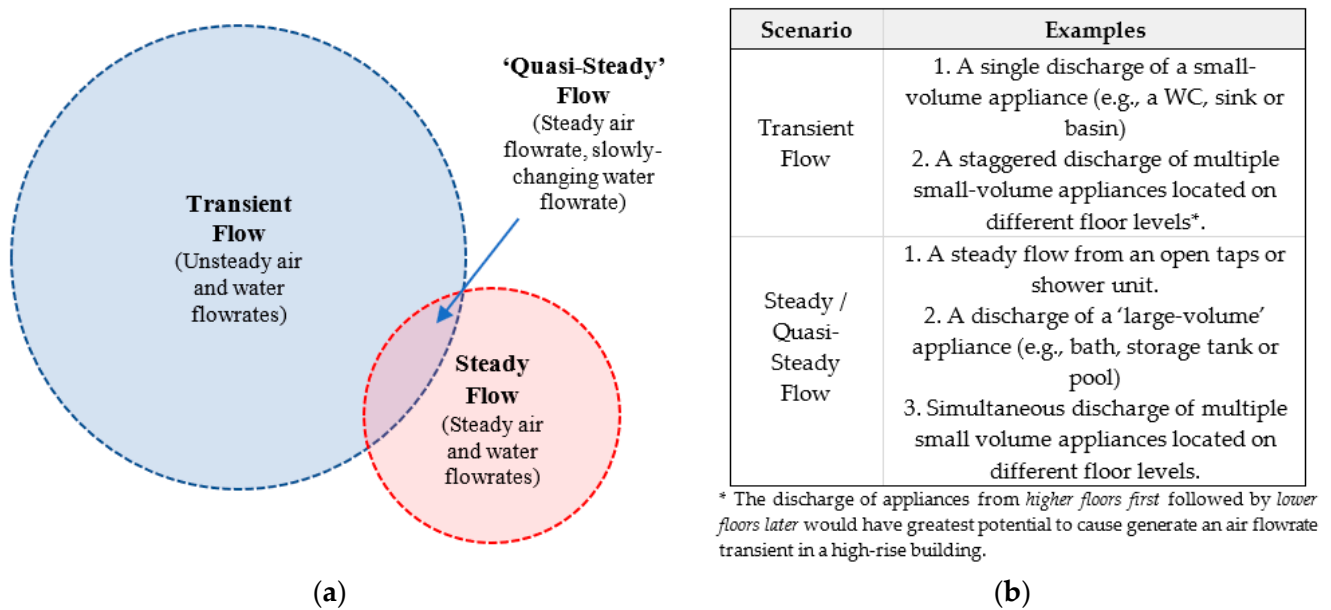 ‘Quasi-Steady’
Flow
(Steady air
flowrate, slowly-
changing water
flowrate)
Transient
Flow
(Unsteady air
and water
flowrates)
Steady
Flow
(Steady air
and water
flowrates)
(a)
Scenario Examples
Transient
Flow
1. A single discharge of a small-
volume appliance (e.g., a WC, sink or
basin)
2. A staggered discharge of multiple
small-volume appliances located on
different floor levels*.
Steady /
Quasi-
Steady
Flow
1. A steady flow from an open taps or
shower unit.
2. A discharge of a ‘large-volume’
appliance (e.g., bath, storage tank or
pool)
3. Simultaneous discharge of multiple
small volume appliances located on
different floor levels.
* The discharge of appliances from higher floors first followed by lower
floors later would have greatest potential to cause generate an air flowrate
transient in a high-rise building.
(b)